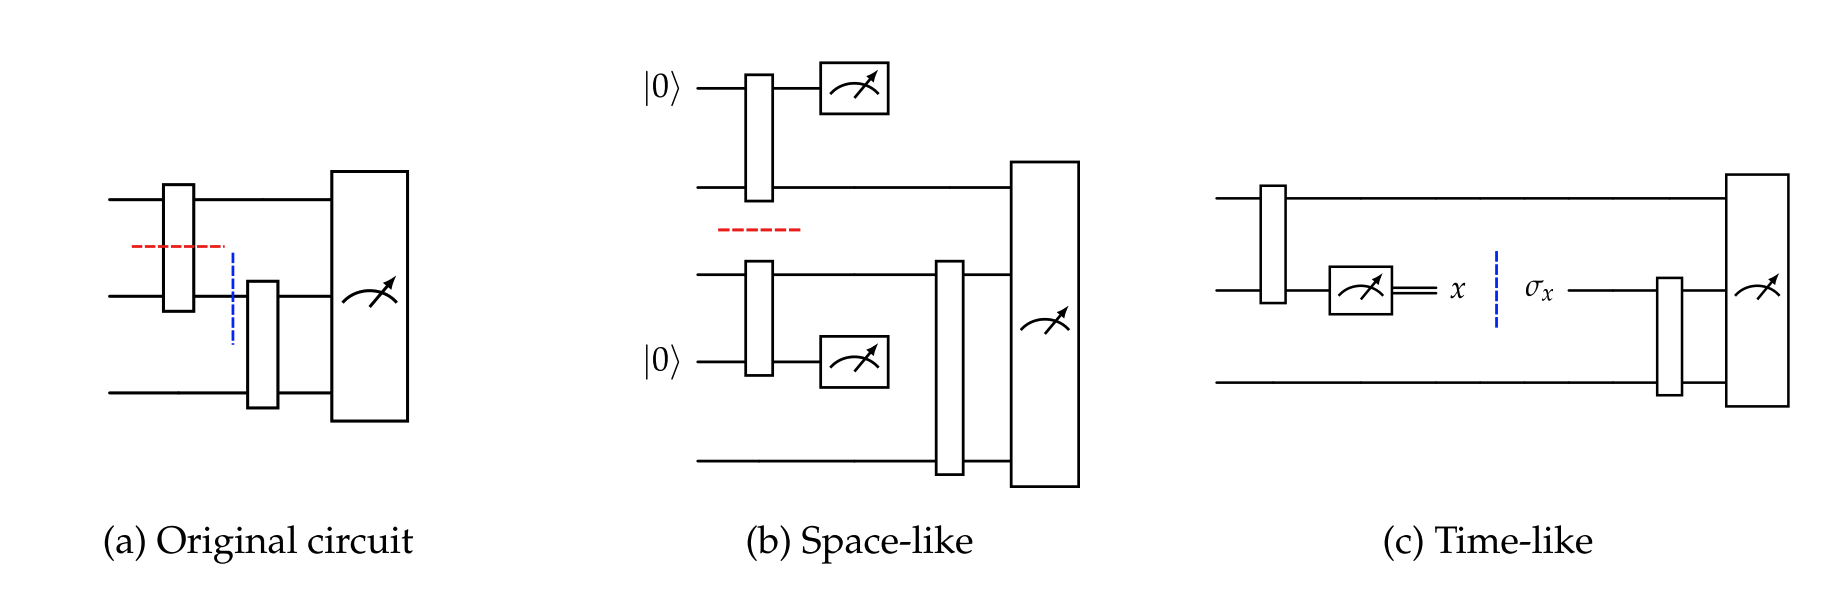 |0⟩
|0⟩
x
σₓ
(a) Original circuit
(b) Space-like
(c) Time-like